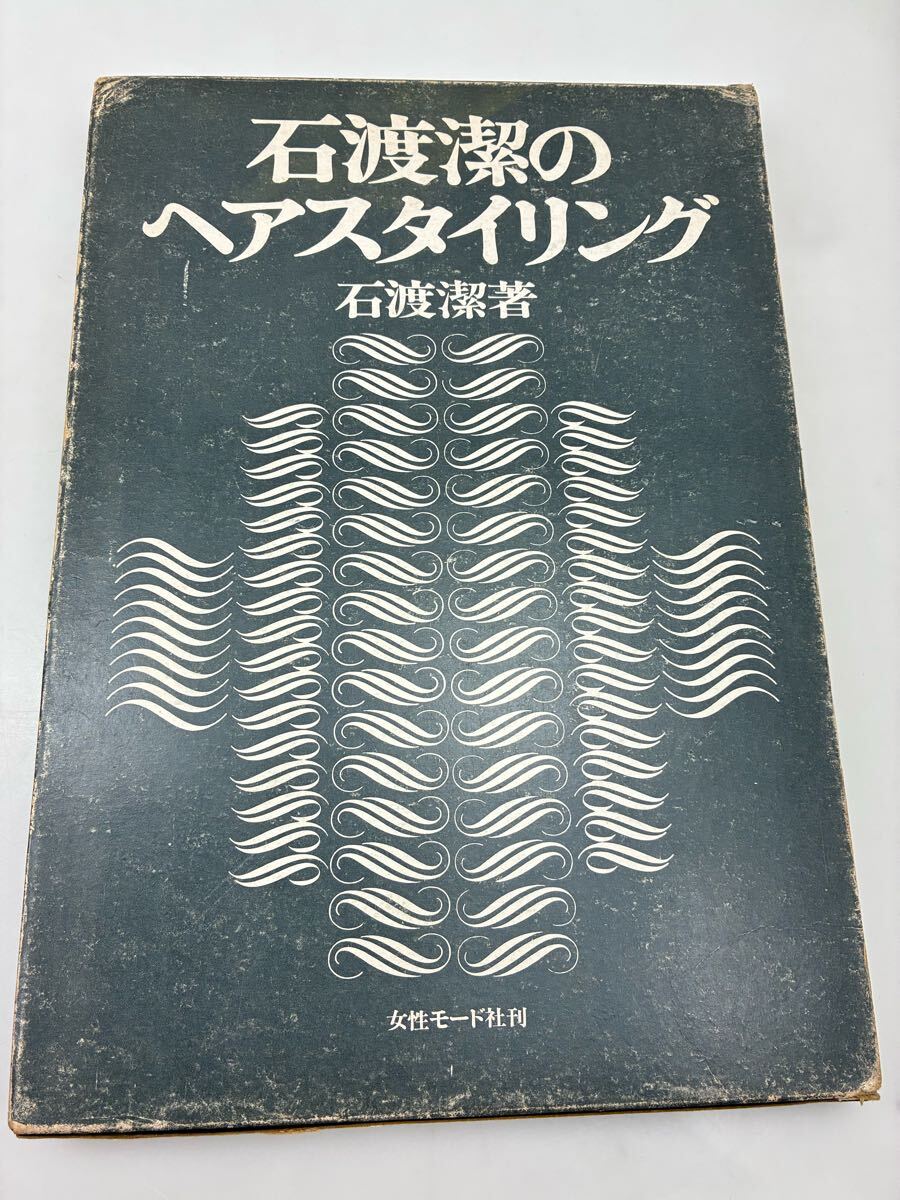 石渡潔の
ヘアスタイリング
石渡潔著
女性モード社刊